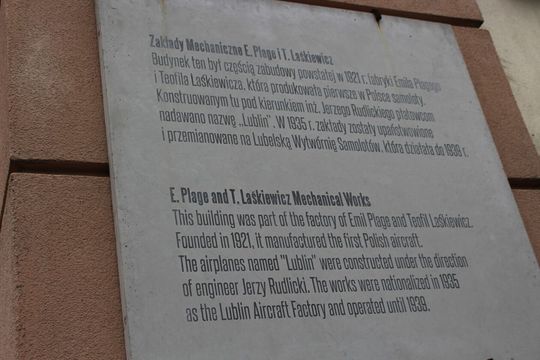 Zakłady Mechaniczne E. Plage i T. Laśkiewicz
Budynek ten był częścią zabudowy powstałej w 1921 r. fabryki Emila Plagego
i Teofila Laśkiewicza, która produkowała pierwsze w Polsce samoloty.
Konstruowanym tu pod kierunkiem inż. Jerzego Rudlickiego płatowcom
nadawano nazwę „Lublin”. W 1935 r. zakłady zostały upaństwowione
i przemianowane na Lubelską Wytwórnię Samolotów, która działała do 1939 r.
E. Plage and T. Laśkiewicz Mechanical Works
This building was part of the factory of Emil Plage and Teofil Laśkiewicz.
Founded in 1921, it manufactured the first Polish aircraft.
The airplanes named "Lublin" were constructed under the direction
of engineer Jerzy Rudlicki. The works were nationalized in 1935
as the Lublin Aircraft Factory and operated until 1939.